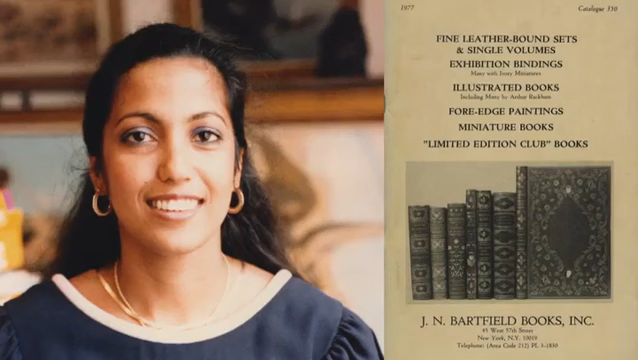 1977
Catalogue 350
FINE LEATHER-BOUND SETS
& SINGLE VOLUMES
EXHIBITION BINDINGS
Many with Ivory Miniatures
ILLUSTRATED BOOKS
Including Many by Arthur Rackham
FORE-EDGE PAINTINGS
MINIATURE BOOKS
"LIMITED EDITION CLUB" BOOKS
J. N. BARTFIELD BOOKS, INC.
45 West 57th Street
New York, N.Y. 10019
Telephone: (Area Code 212) PL 3-1830